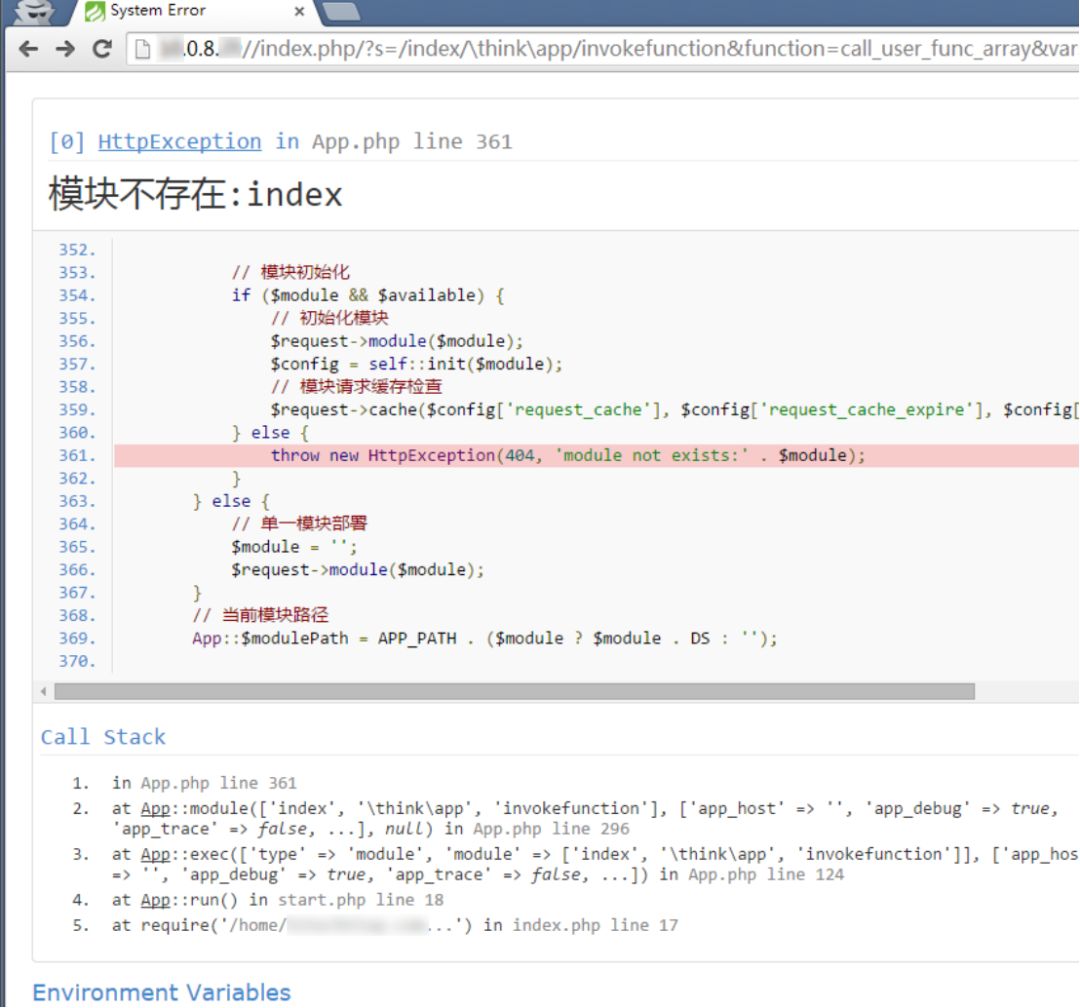 System Error
.0.8. //index.php/?s=/index/\think\app/invokefunction&function=call_user_func_array&var
[0] HttpException in App.php line 361
模块不存在:index
352.
353. // 模块初始化
354. if ($module && $available) {
355. // 初始化模块
356. $request->module($module);
357. $config = self::init($module);
358. // 模块请求缓存检查
359. $request->cache($config['request_cache'], $config['request_cache_expire'], $config[
360. } else {
361. throw new HttpException(404, 'module not exists:' . $module);
362. }
363. } else {
364. // 单一模块部署
365. $module = '';
366. $request->module($module);
367. }
368. // 当前模块路径
369. App::$modulePath = APP_PATH . ($module ? $module . DS : '');
370.
Call Stack
1. in App.php line 361
2. at App::module(['index', '\think\app', 'invokefunction'], ['app_host' => '', 'app_debug' => true,
'app_trace' => false, ...], null) in App.php line 296
3. at App::exec(['type' => 'module', 'module' => ['index', '\think\app', 'invokefunction']], ['app_hos
=> '', 'app_debug' => true, 'app_trace' => false, ...]) in App.php line 124
4. at App::run() in start.php line 18
5. at require('/home/ ...') in index.php line 17
Environment Variables